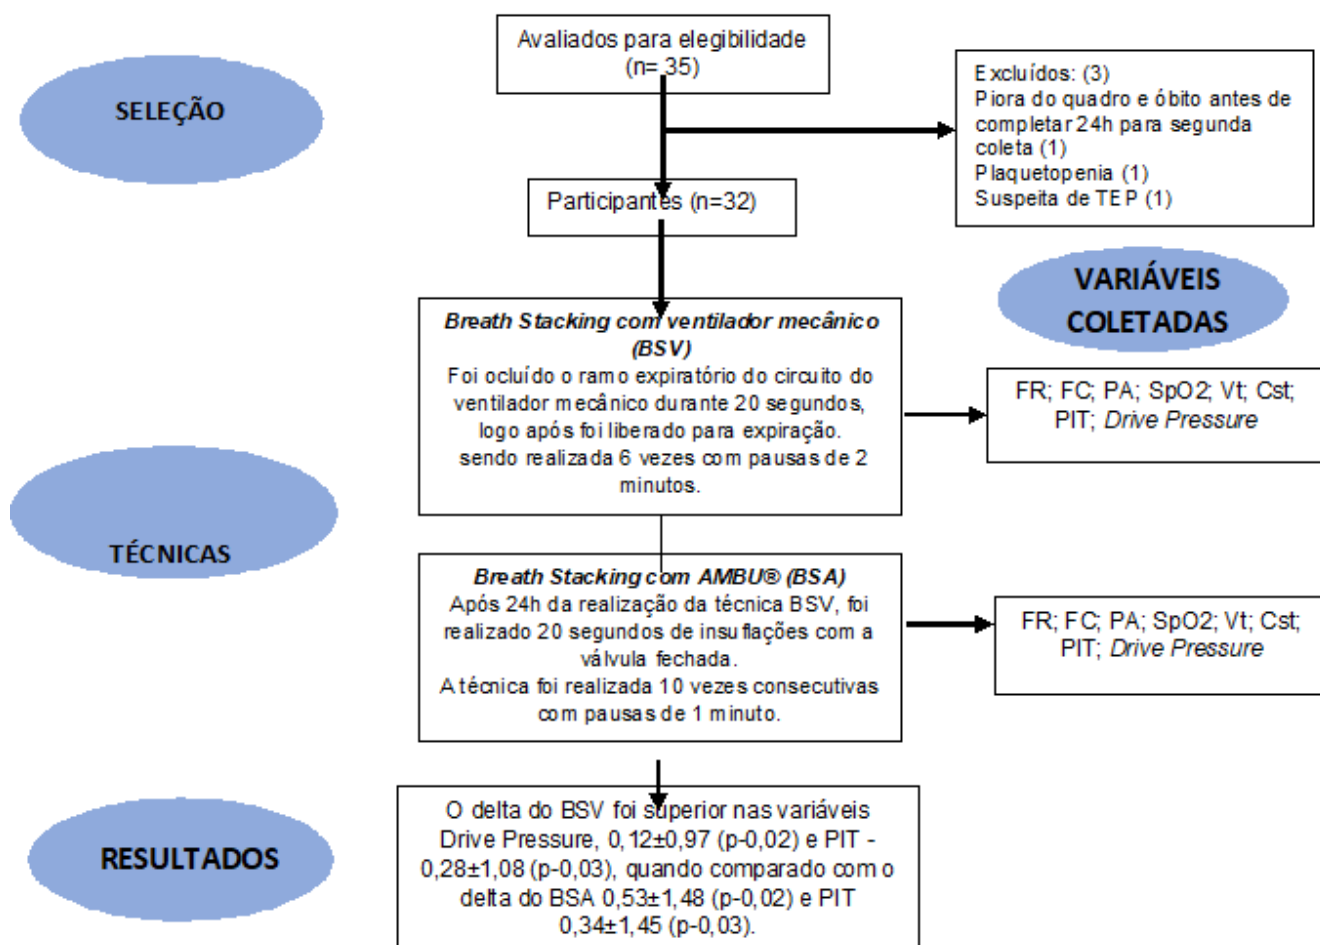 Avaliados para elegibilidade
(n= 35)
SELEÇÃO
Excluídos: (3)
Piora do quadro e óbito antes de
completar 24h para segunda
coleta (1)
Plaquetopenia (1)
Suspeita de TEP (1)
Participantes (n=32)
VARIÁVEIS
COLETADAS
Breath Stacking com ventilador mecânico
(BSV)
Foi ocluído o ramo expiratório do circuito do
ventilador mecânico durante 20 segundos,
logo após foi liberado para expiração.
sendo realizada 6 vezes com pausas de 2
minutos.
FR; FC; PA; SpO2; Vt; Cst;
PIT; Drive Pressure
TÉCNICAS
Breath Stacking com AMBU® (BSA)
Após 24h da realização da técnica BSV, foi
realizado 20 segundos de insuflações com a
válvula fechada.
A técnica foi realizada 10 vezes consecutivas
com pausas de 1 minuto.
FR; FC; PA; SpO2; Vt; Cst;
PIT; Drive Pressure
RESULTADOS
O delta do BSV foi superior nas variáveis
Drive Pressure, 0,12±0,97 (p-0,02) e PIT -
0,28±1,08 (p-0,03), quando comparado com o
delta do BSA 0,53±1,48 (p-0,02) e PIT
0,34±1,45 (p-0,03).